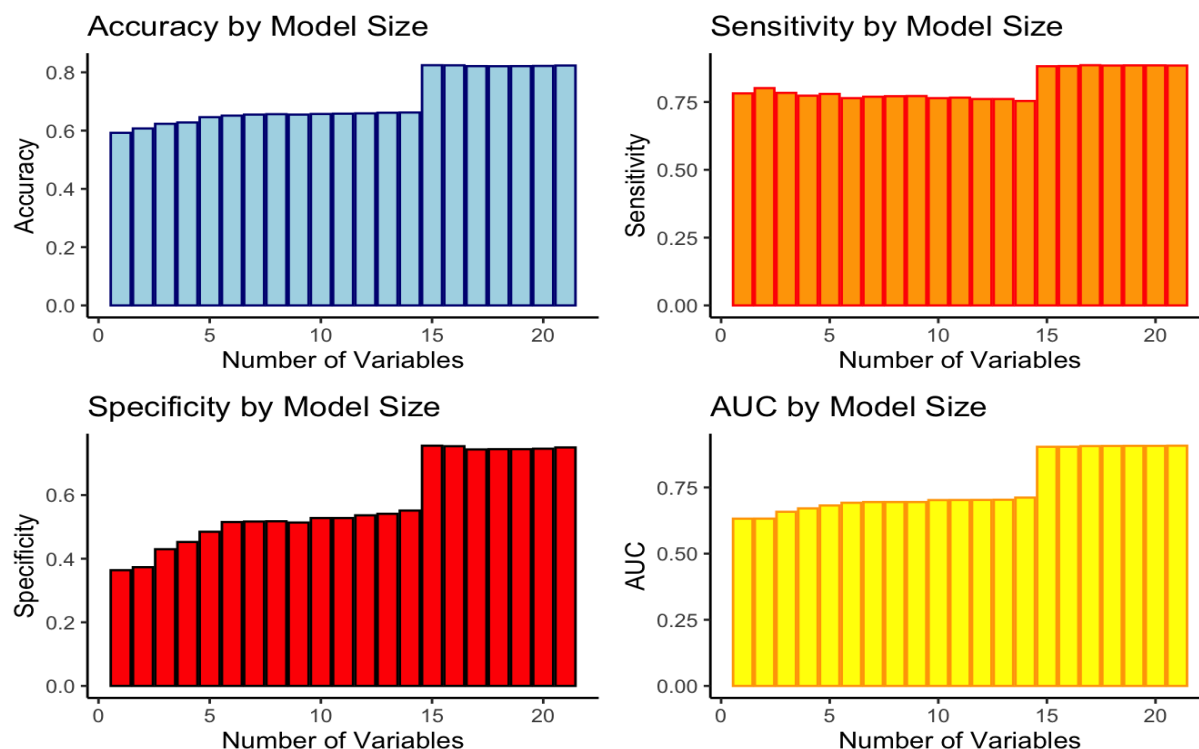 Accuracy by Model Size
0.8
0.6
0.4
0.2
0.0
Accuracy
0 5 10 15 20
Number of Variables
Sensitivity by Model Size
0.75
0.50
0.25
0.00
Sensitivity
0 5 10 15 20
Number of Variables
Specificity by Model Size
0.6
0.4
0.2
0.0
Specificity
0 5 10 15 20
Number of Variables
AUC by Model Size
0.75
0.50
0.25
0.00
AUC
0 5 10 15 20
Number of Variables